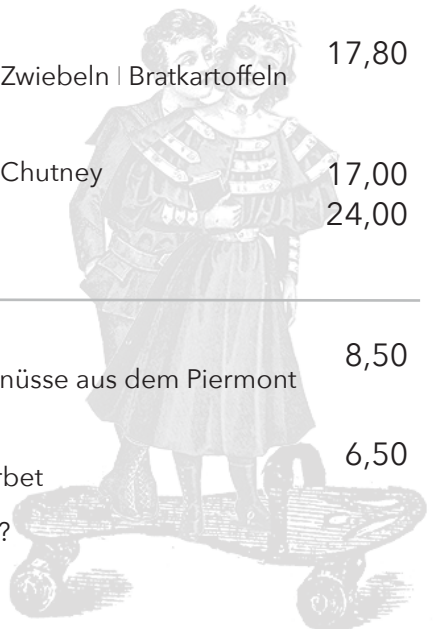 17,80
Zwiebeln | Bratkartoffeln
Chutney 17,00
24,00
8,50
nüsse aus dem Piermont
6,50
rbet
?